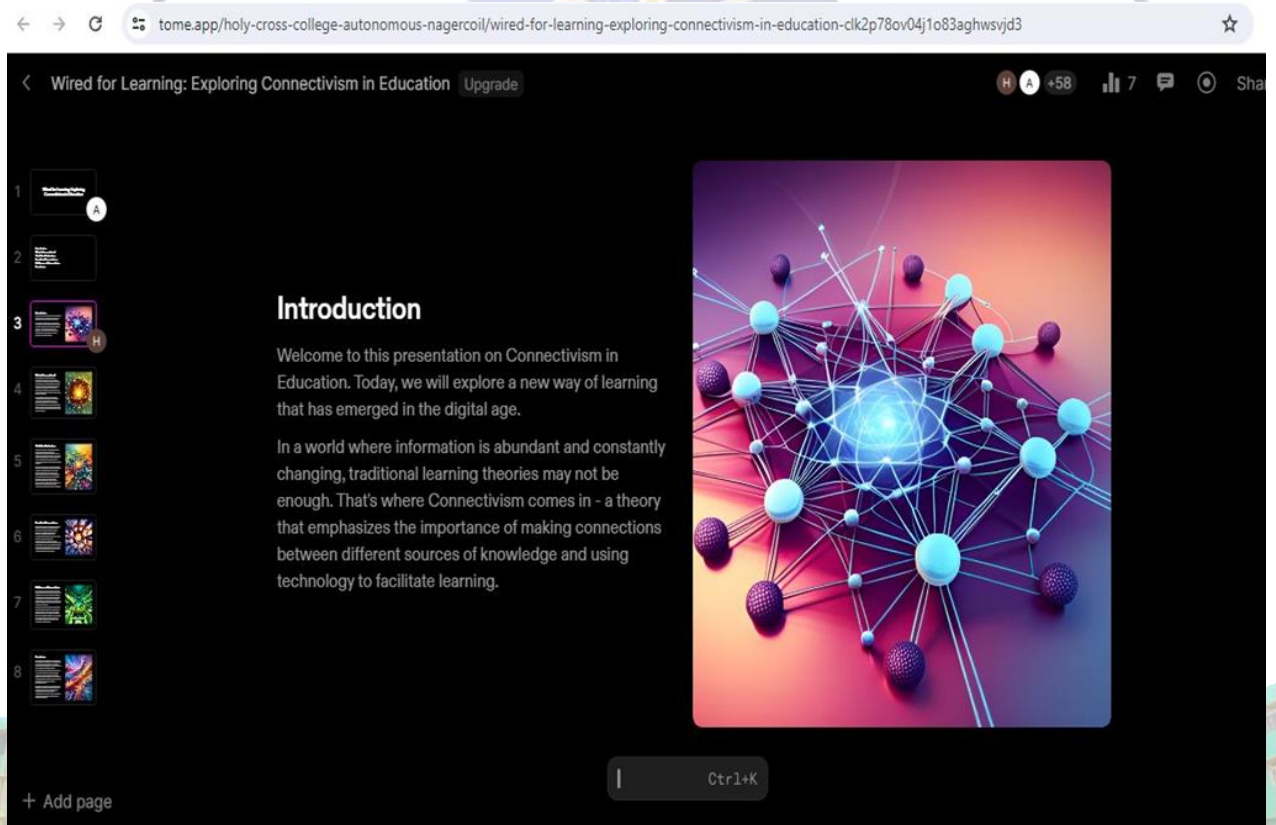 tome.app/holy-cross-college-autonomous-nagercoil/wired-for-learning-exploring-connectivism-in-education-clk2p78ov04j1o83aghwsvjd3
Wired for Learning: Exploring Connectivism in Education Upgrade
H A +58 7 Shar
1
A
2
3
H
4
5
6
7
8
Introduction
Welcome to this presentation on Connectivism in
Education. Today, we will explore a new way of learning
that has emerged in the digital age.
In a world where information is abundant and constantly
changing, traditional learning theories may not be
enough. That's where Connectivism comes in - a theory
that emphasizes the importance of making connections
between different sources of knowledge and using
technology to facilitate learning.
Ctrl+K
+ Add page